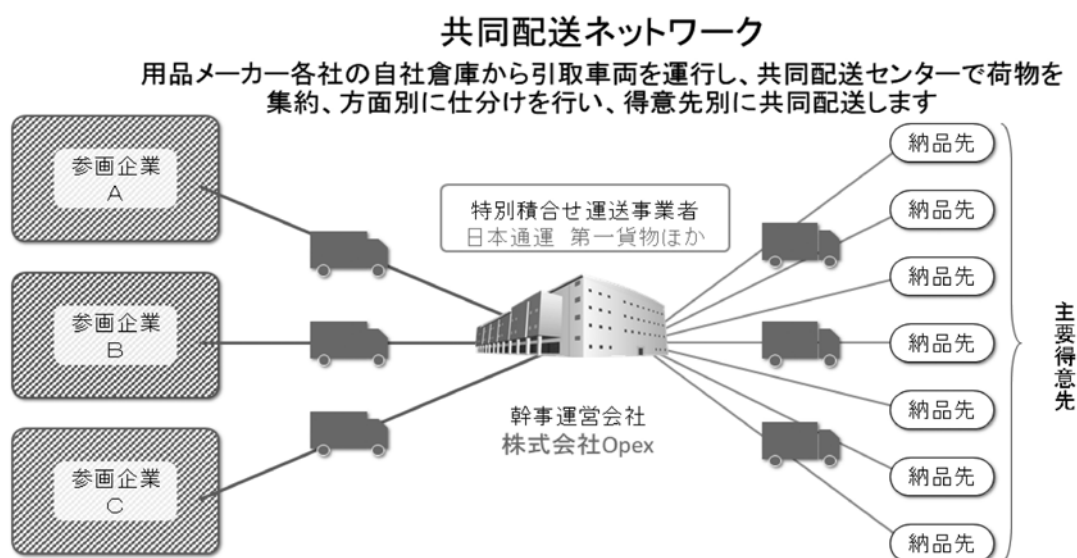 共同配送ネットワーク
用品メーカー各社の自社倉庫から引取車両を運行し、共同配送センターで荷物を
集約、方面別に仕分けを行い、得意先別に共同配送します
参画企業
A
参画企業
B
参画企業
C
特別積合せ運送事業者
日本通運 第一貨物ほか
幹事運営会社
株式会社Opex
納品先
納品先
納品先
納品先
納品先
納品先
納品先
主要得意先